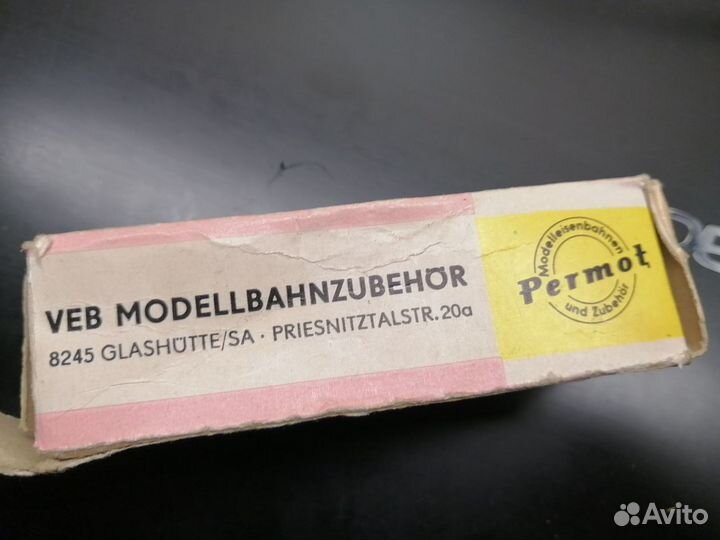 VEB MODELLBAHNZUBEHÖR
8245 GLASHÜTTE/SA · PRIESNITZTALSTR. 20a
Modelleisenbahnen
Permot
und Zubehör
Avito